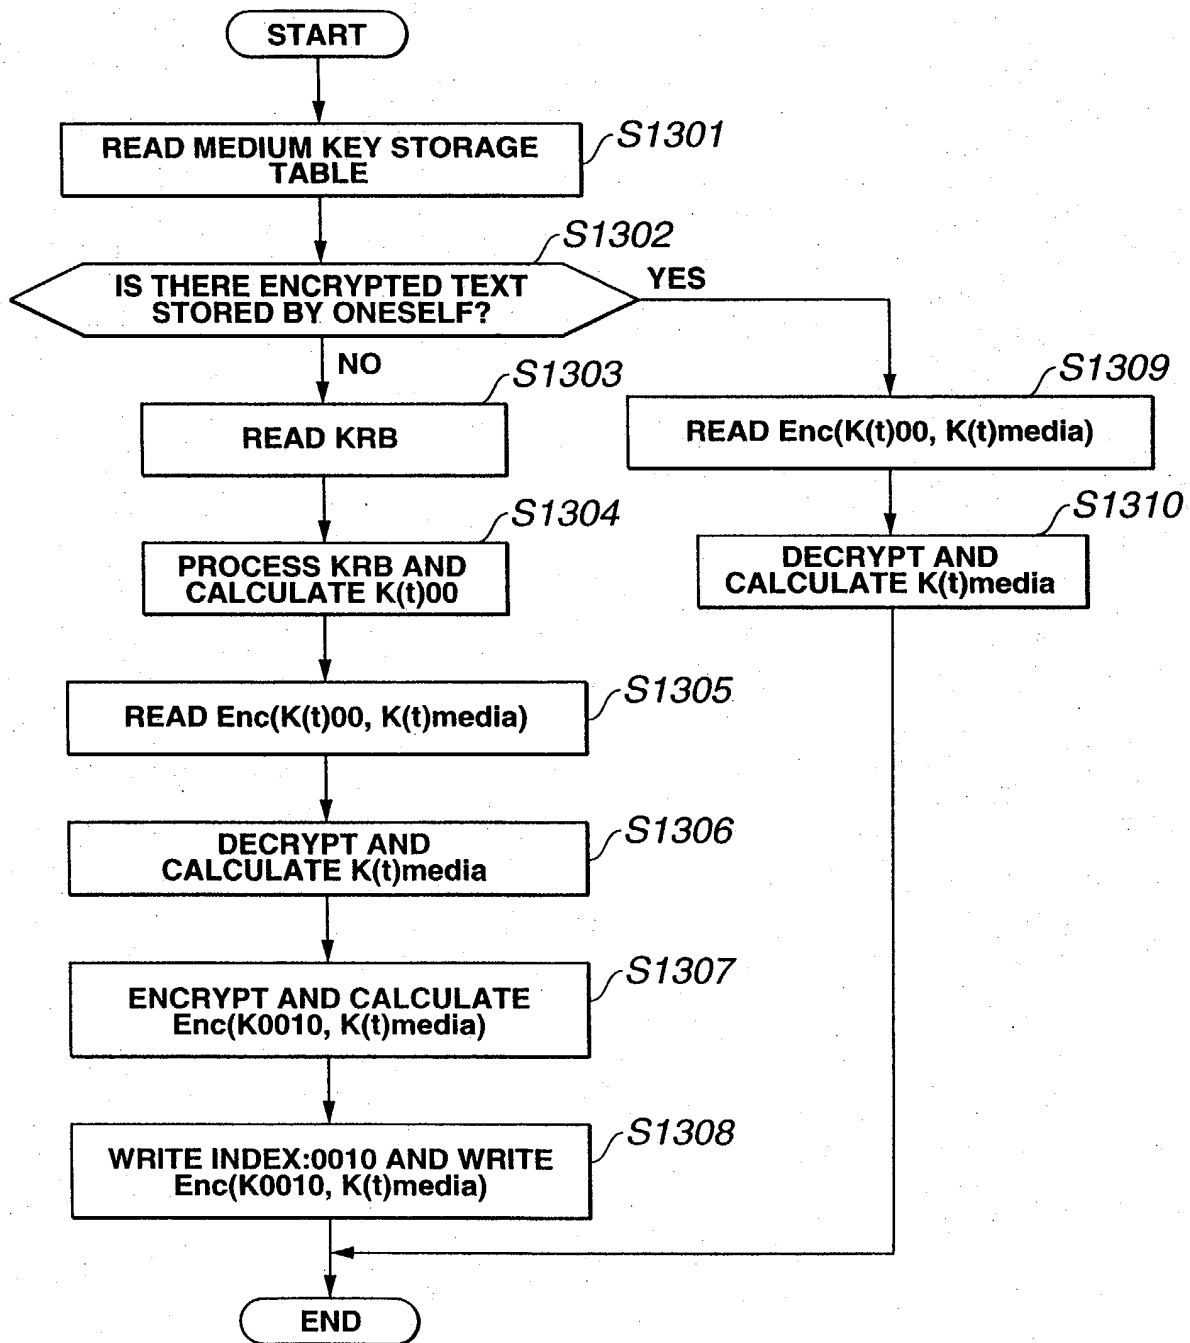 START
READ MEDIUM KEY STORAGE
TABLE
S1301
IS THERE ENCRYPTED TEXT
STORED BY ONESELF?
S1302
YES
NO
READ KRB
S1303
PROCESS KRB AND
CALCULATE K(t)00
S1304
READ Enc(K(t)00, K(t)media)
S1305
DECRYPT AND
CALCULATE K(t)media
S1306
ENCRYPT AND CALCULATE
Enc(K0010, K(t)media)
S1307
WRITE INDEX:0010 AND WRITE
Enc(K0010, K(t)media)
S1308
READ Enc(K(t)00, K(t)media)
S1309
DECRYPT AND
CALCULATE K(t)media
S1310
END